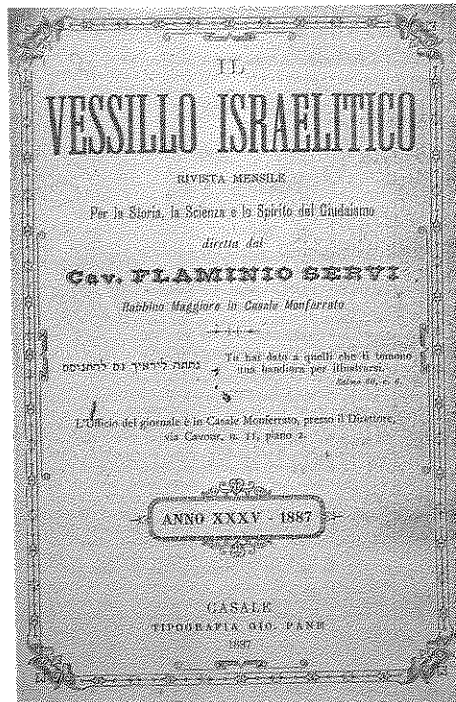 IL
VESSILLO ISRAELITICO
RIVISTA MENSILE
Per la Storia, la Scienza e lo Spirito del Giudaismo
diretta dal
Cav. FLAMINIO SERVI
Rabbino Maggiore in Casale Monferrato
נתתה ליראיך נס להתנוסס
Tu hai dato a quelli che ti temono
una bandiera per illustrarsi.
Salmo 60, v. 6.
L'Ufficio del giornale è in Casale Monferrato, presso il Direttore,
via Cavour, n. 11, piano 2.
ANNO XXXV - 1887
CASALE
TIPOGRAFIA GIO. PANE
1887